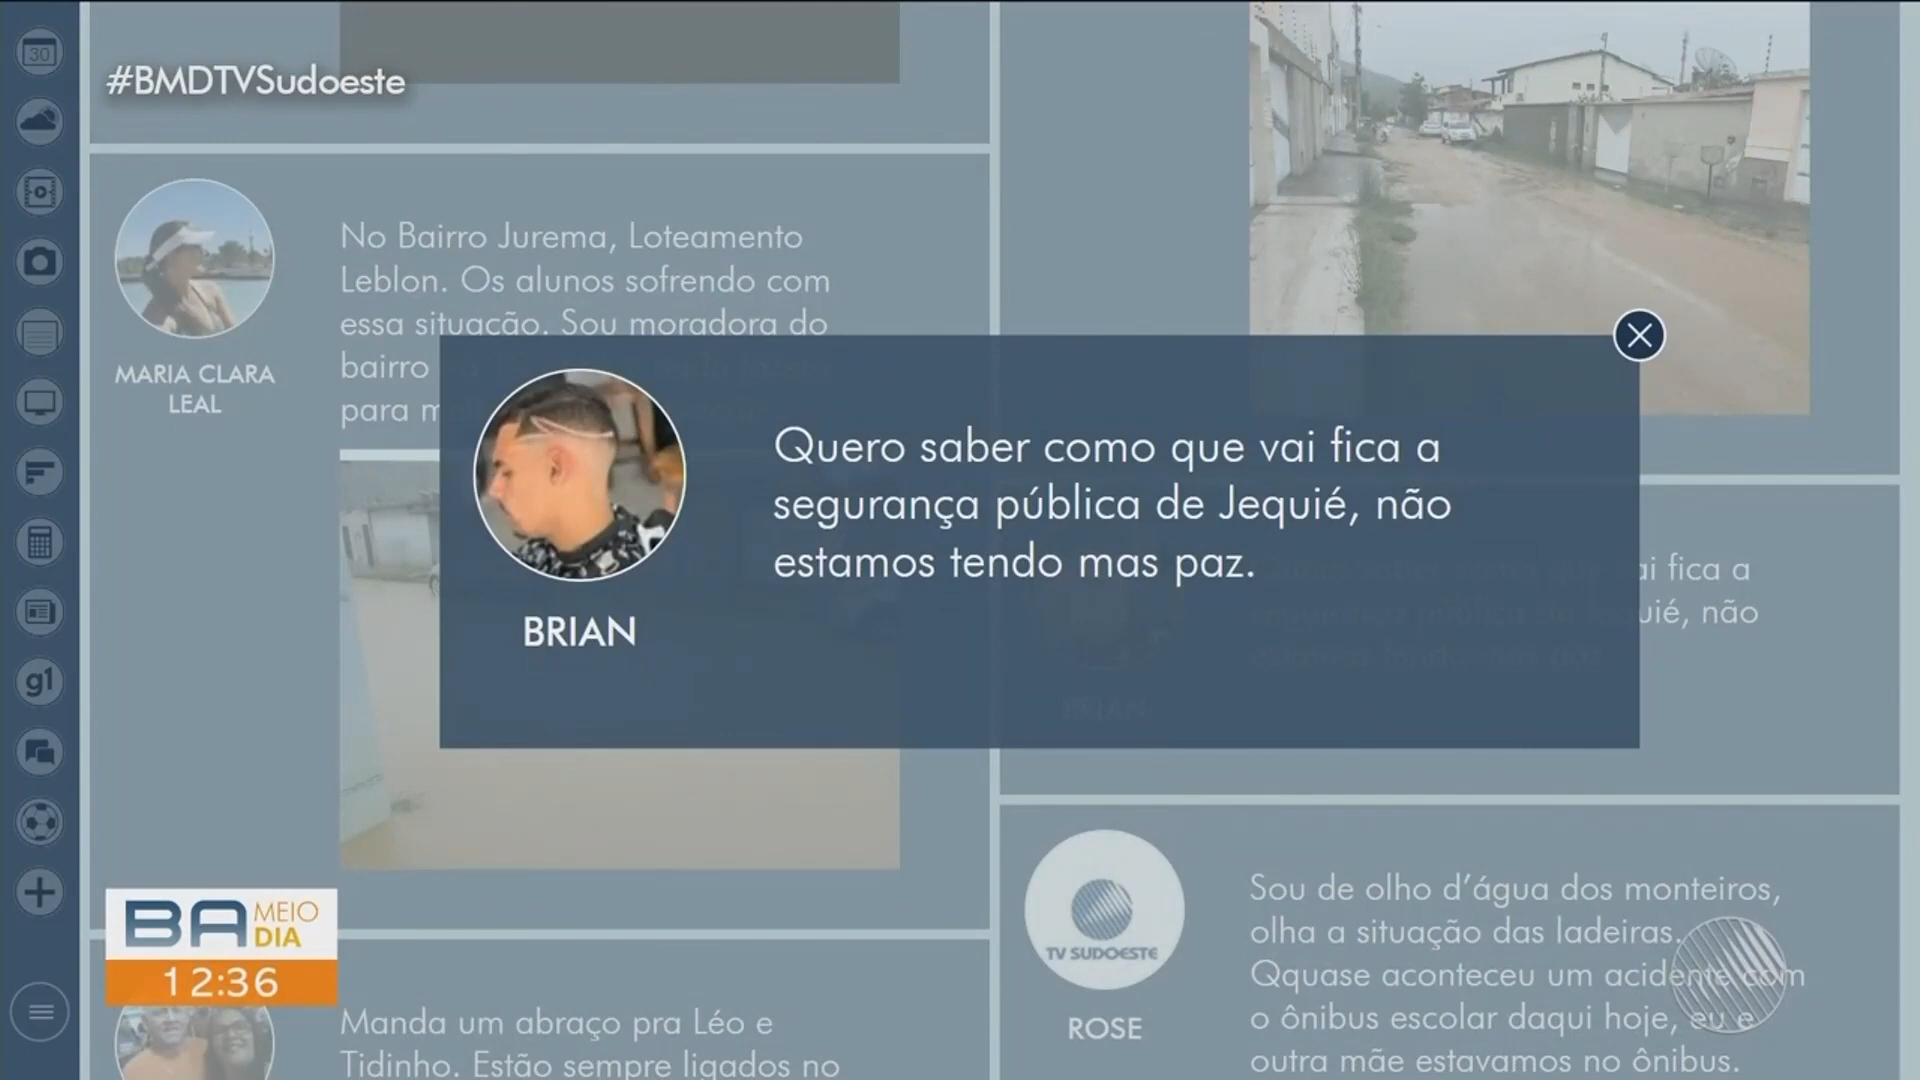 30
#BMDTVSudoeste
No Bairro Jurema, Loteamento
Leblon. Os alunos sofrendo com
essa situação. Sou moradora do
bairro
para
MARIA CLARA
LEAL
Quero saber como que vai fica a
segurança pública de Jequié, não
estamos tendo mas paz.
BRIAN
ai fica a
uié, não
BRIAN
g1
BA MEIO
DIA
12:36
Manda um abraço pra Léo e
Tidinho. Estão sempre ligados no
TV SUDOESTE
ROSE
Sou de olho d’água dos monteiros,
olha a situação das ladeiras.
Qquase aconteceu um acidente com
o ônibus escolar daqui hoje, eu e
outra mãe estavamos no ônibus.